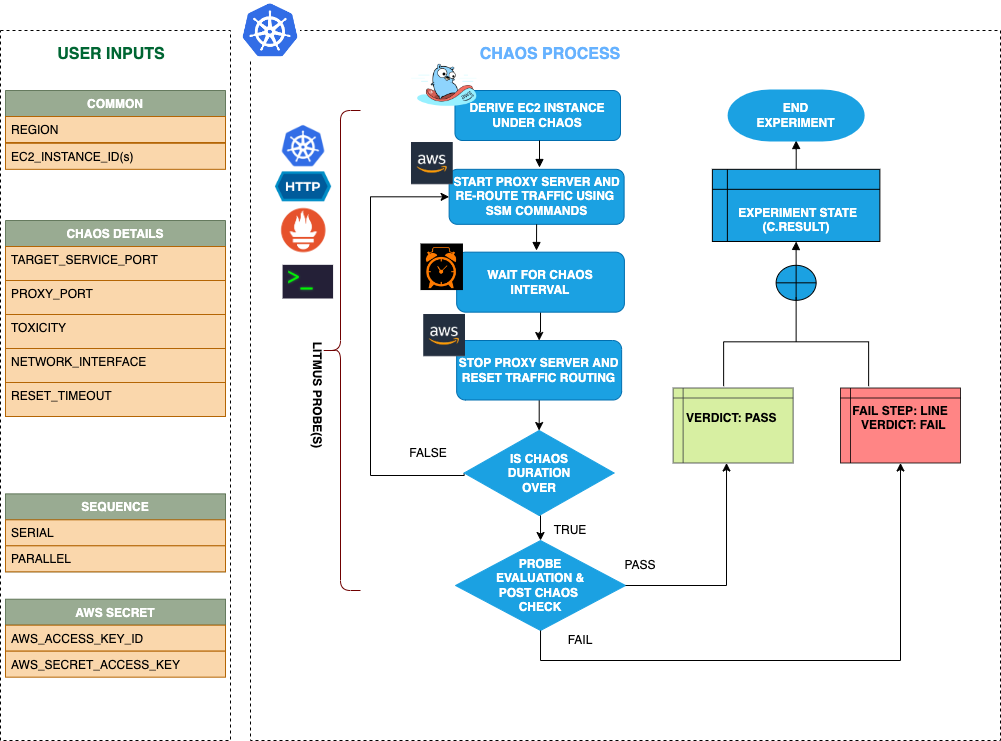 USER INPUTS
COMMON
REGION
EC2_INSTANCE_ID(s)
CHAOS DETAILS
TARGET_SERVICE_PORT
PROXY_PORT
TOXICITY
NETWORK_INTERFACE
RESET_TIMEOUT
SEQUENCE
SERIAL
PARALLEL
AWS SECRET
AWS_ACCESS_KEY_ID
AWS_SECRET_ACCESS_KEY
CHAOS PROCESS
HTTP
>_
LITMUS PROBE(S)
DERIVE EC2 INSTANCE
UNDER CHAOS
aws
START PROXY SERVER AND
RE-ROUTE TRAFFIC USING
SSM COMMANDS
WAIT FOR CHAOS
INTERVAL
aws
STOP PROXY SERVER AND
RESET TRAFFIC ROUTING
FALSE
IS CHAOS
DURATION
OVER
TRUE
PROBE
EVALUATION &
POST CHAOS
CHECK
PASS
FAIL
END
EXPERIMENT
EXPERIMENT STATE
(C.RESULT)
VERDICT: PASS
FAIL STEP: LINE
VERDICT: FAIL